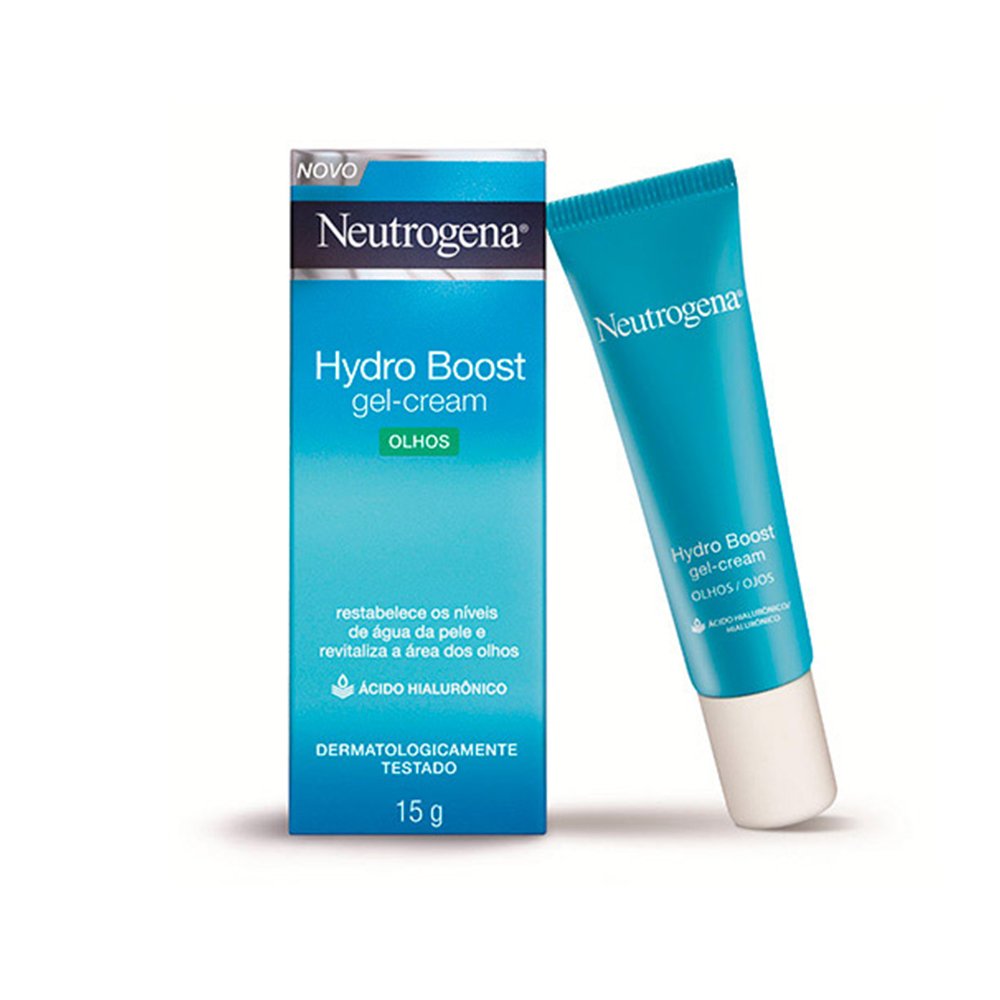 NOVO
Neutrogena®
Hydro Boost
gel-cream
OLHOS
restabelece os níveis
de água da pele e
revitaliza a área dos olhos
ÁCIDO HIALURÔNICO
DERMATOLOGICAMENTE
TESTADO
15 g
Neutrogena®
Hydro Boost
gel-cream
OLHOS / OJOS
ÁCIDO HIALURÔNICO/
HIALURÓNICO